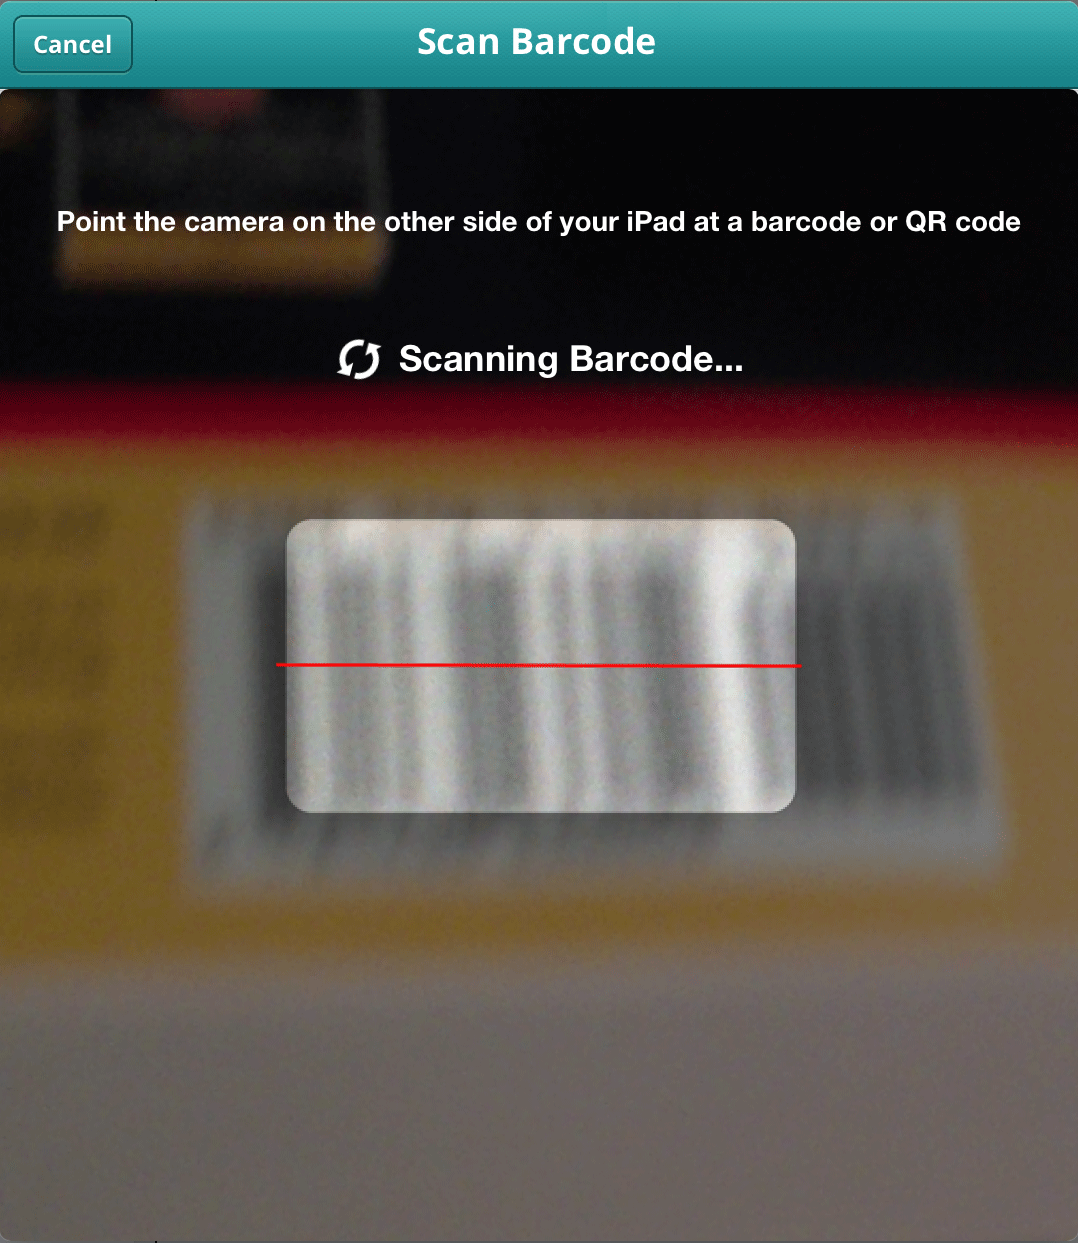 Cancel
Scan Barcode
Point the camera on the other side of your iPad at a barcode or QR code
Scanning Barcode...